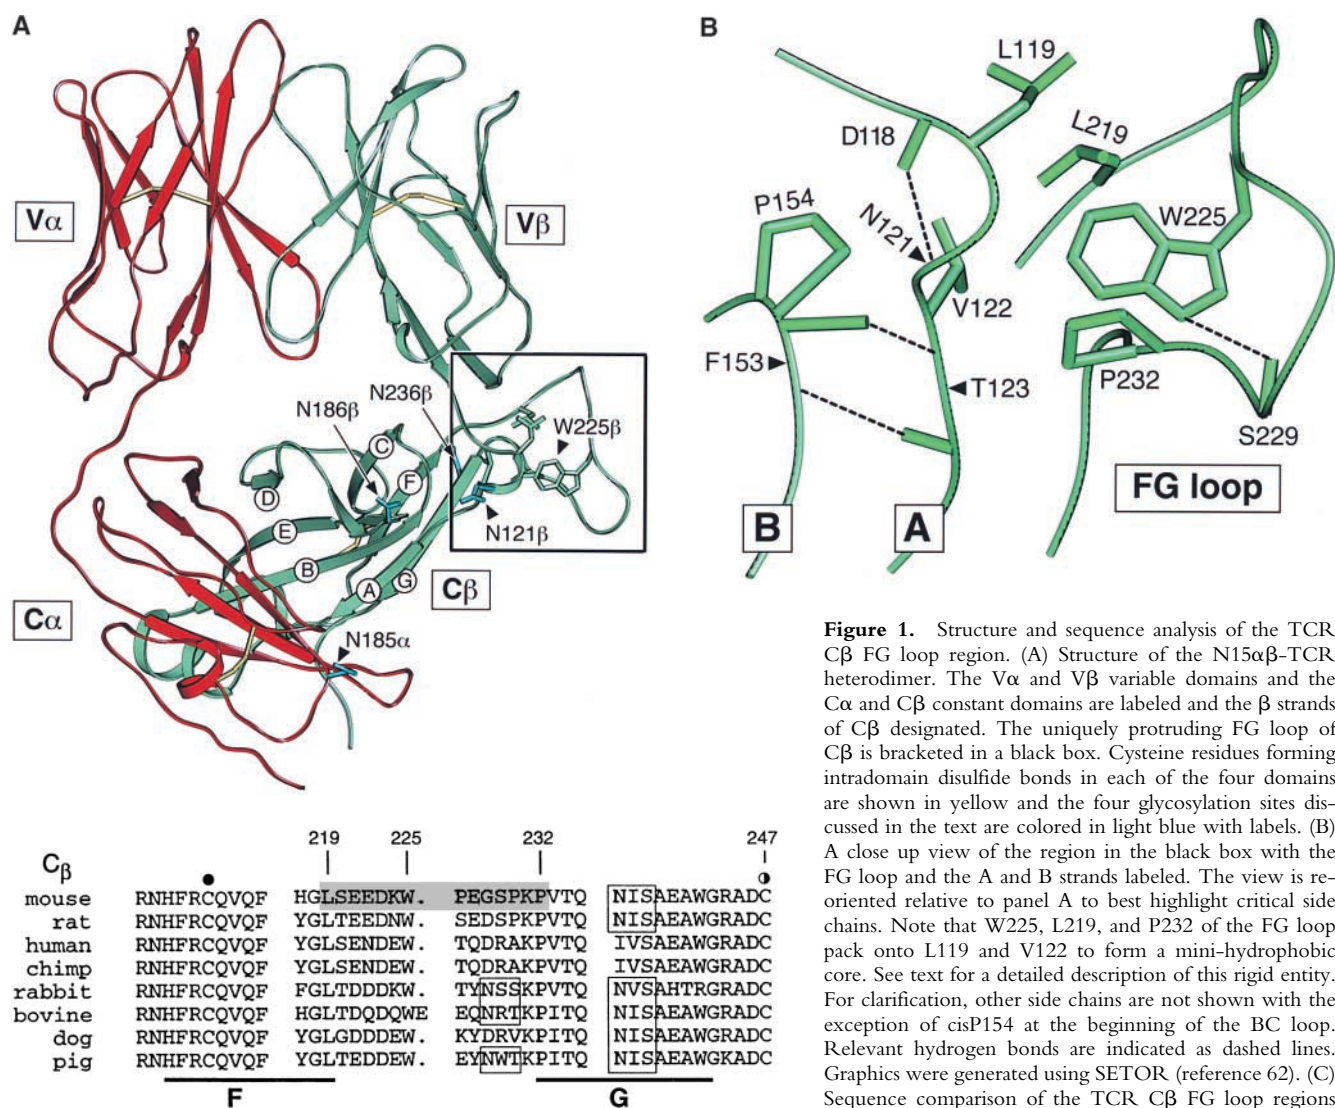 A
Vα
Vβ
N236β
N186β
W225β
C
F
D
E
N121β
B
A
G
Cβ
Cα
N185α
B
L119
D118
L219
P154
W225
N121
V122
F153
T123
P232
S229
B
A
FG loop
219 225 232 247
Cβ
mouse RNHFRCQVQF HGLSEEDKW. PEGSPKPVTQ NISAEAWGRADC
rat RNHFRCQVQF YGLTEEDNW. SEDSPKPVTQ NISAEAWGRADC
human RNHFRCQVQF YGLSENDEW. TQDRAKPVTQ IVSAEAWGRADC
chimp RNHFRCQVQF YGLSENDEW. TQDRAKPVTQ IVSAEAWGRADC
rabbit RNHFRCQVQF FGLTDDDKW. TYNSSKPVTQ NVSAHTRGRADC
bovine RNHFRCQVQF HGLTDQDQWE EQNRTKPITQ NISAEAWGRADC
dog RNHFRCQVQF YGLGDDDEW. KYDRVKPITQ NISAEAWGRADC
pig RNHFRCQVQF YGLTEDDEW. EYNWTKPITQ NISAEAWGKADC
F G
Figure 1. Structure and sequence analysis of the TCR
Cβ FG loop region. (A) Structure of the N15αβ-TCR
heterodimer. The Vα and Vβ variable domains and the
Cα and Cβ constant domains are labeled and the β strands
of Cβ designated. The uniquely protruding FG loop of
Cβ is bracketed in a black box. Cysteine residues forming
intradomain disulfide bonds in each of the four domains
are shown in yellow and the four glycosylation sites dis-
cussed in the text are colored in light blue with labels. (B)
A close up view of the region in the black box with the
FG loop and the A and B strands labeled. The view is re-
oriented relative to panel A to best highlight critical side
chains. Note that W225, L219, and P232 of the FG loop
pack onto L119 and V122 to form a mini-hydrophobic
core. See text for a detailed description of this rigid entity.
For clarification, other side chains are not shown with the
exception of cisP154 at the beginning of the BC loop.
Relevant hydrogen bonds are indicated as dashed lines.
Graphics were generated using SETOR (reference 62). (C)
Sequence comparison of the TCR Cβ FG loop regions